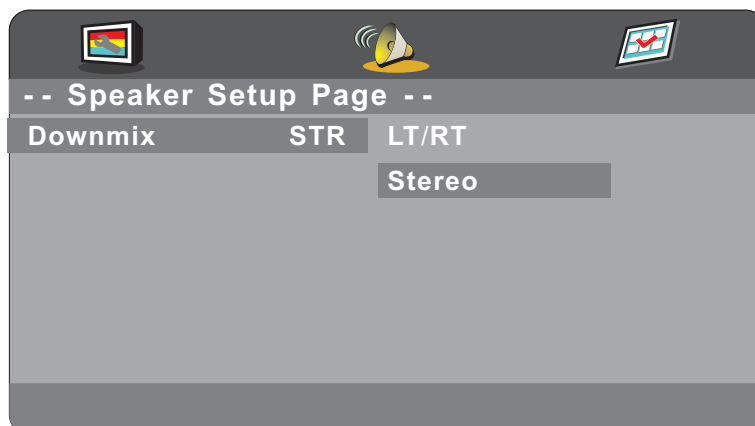 -- Speaker Setup Page --
Downmix STR LT/RT
Stereo